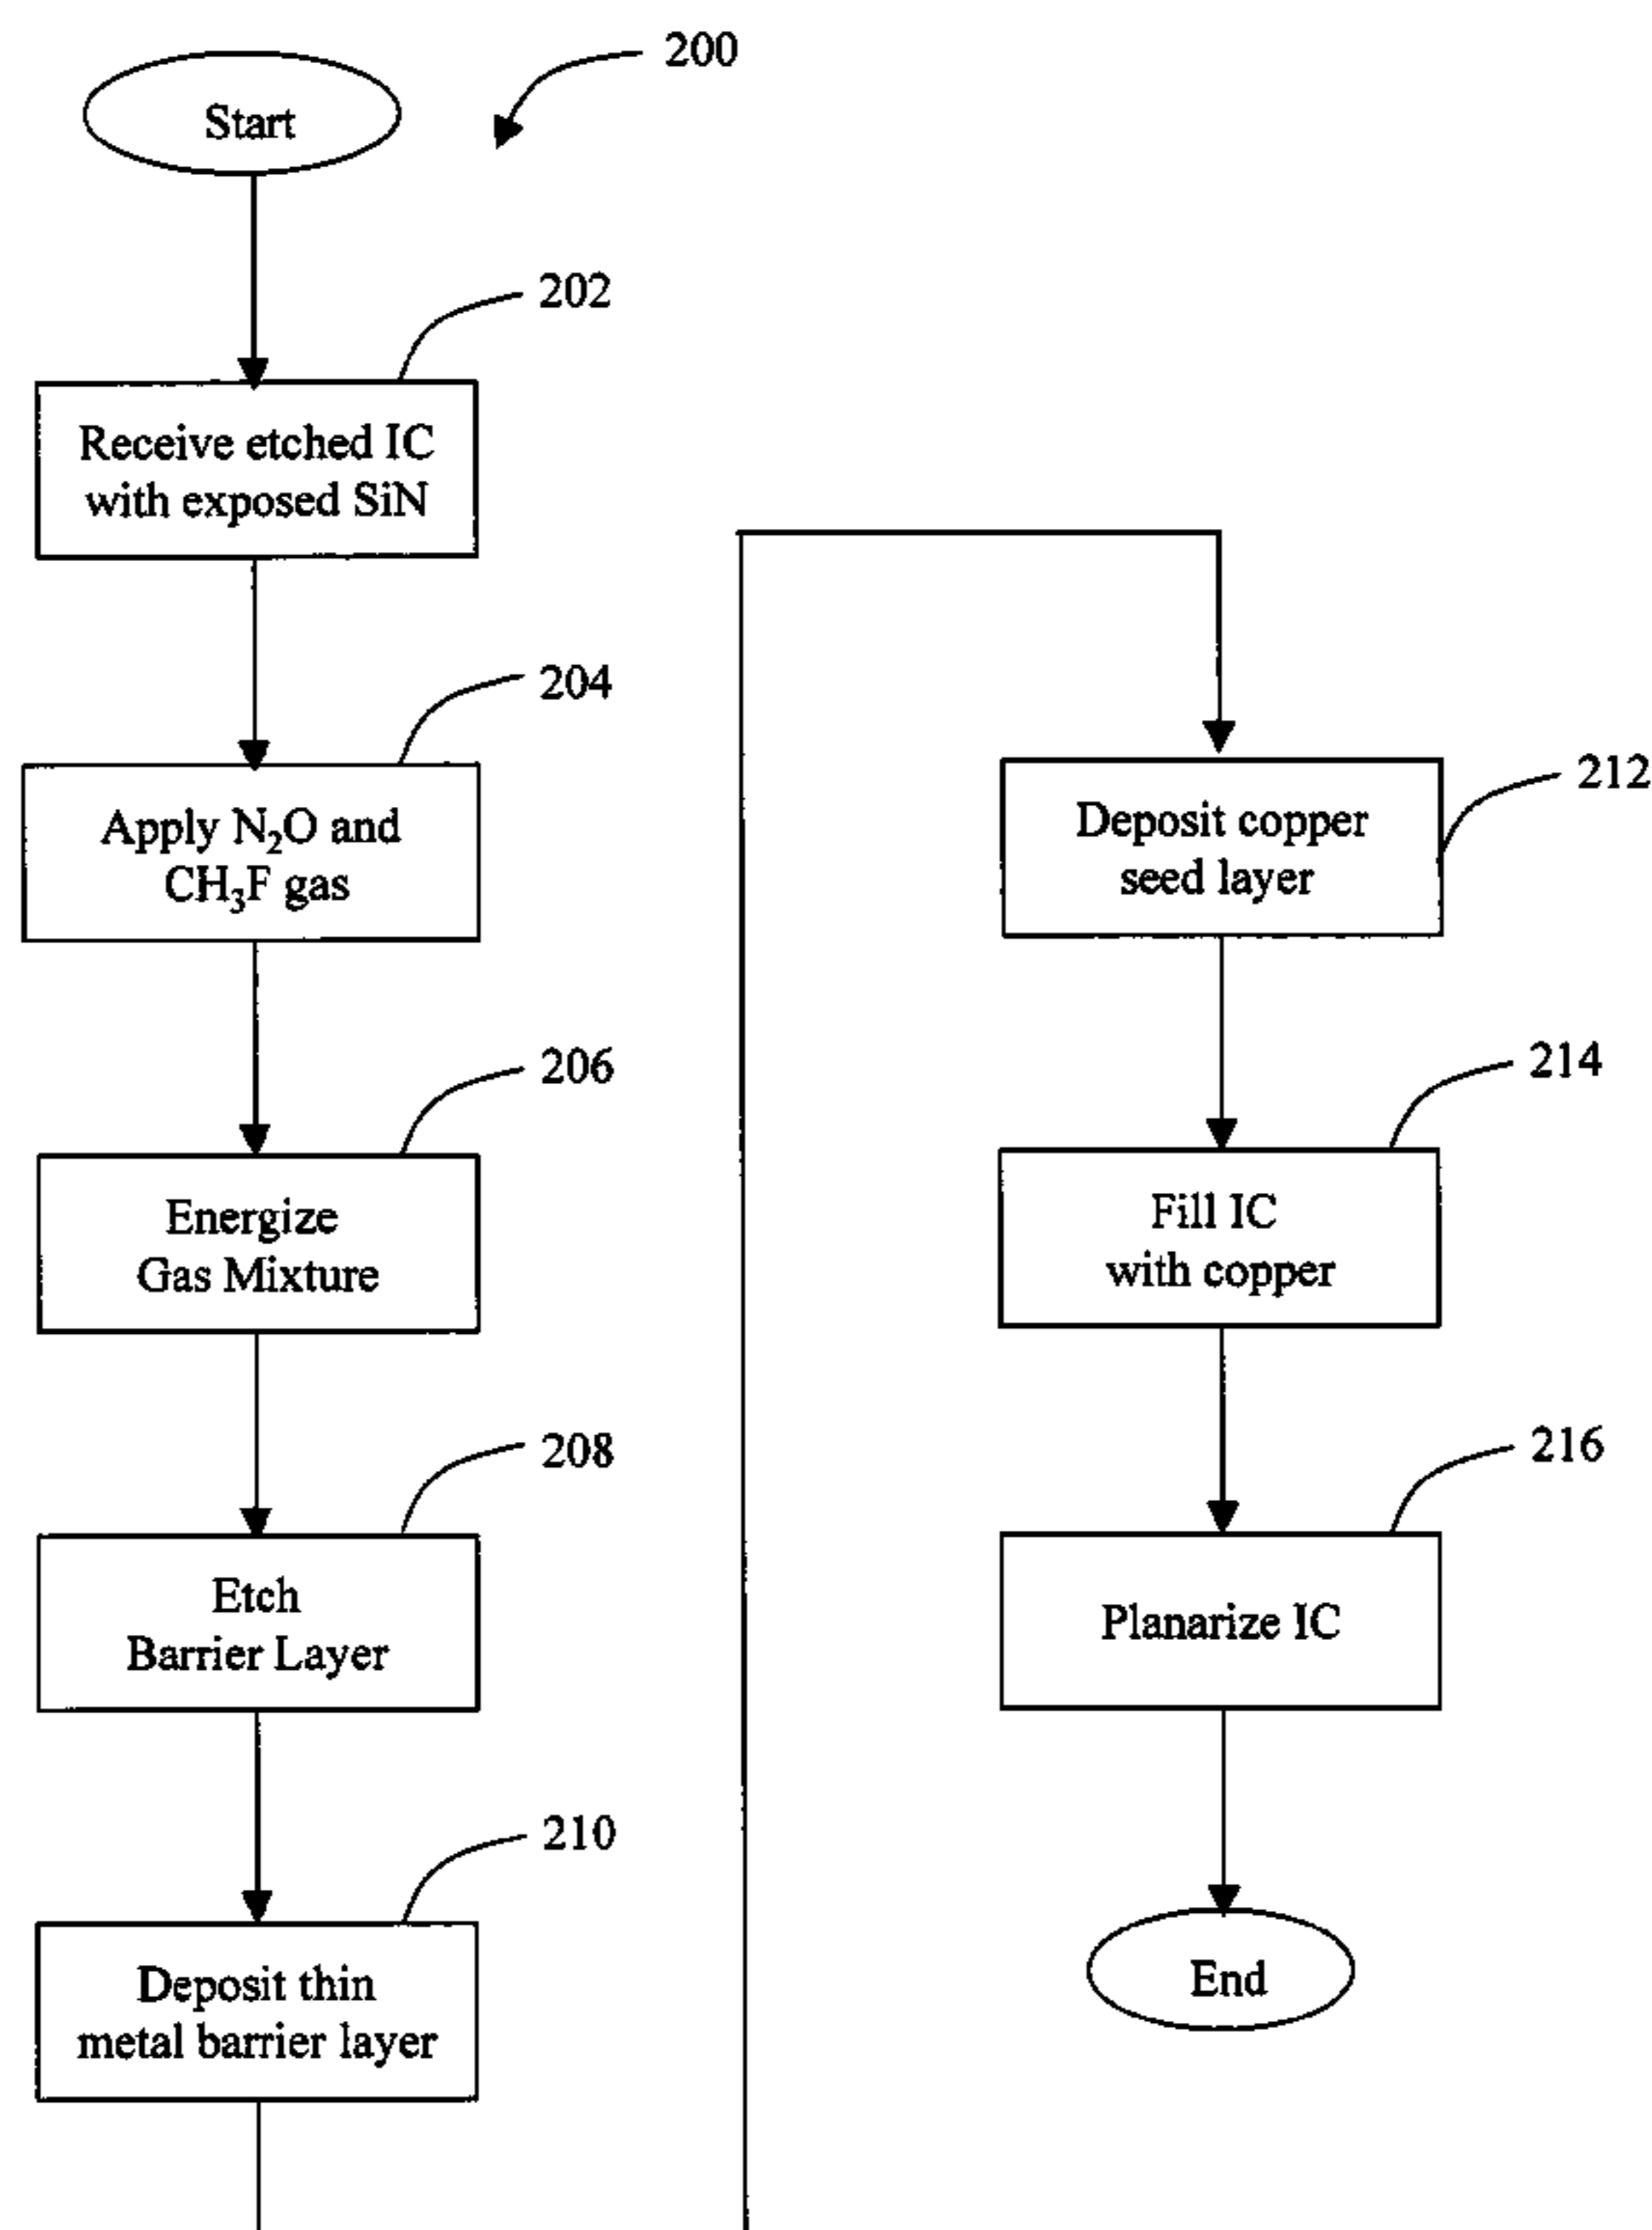 200
Start
202
Receive etched IC
with exposed SiN
204
Apply N₂O and
CH₃F gas
206
Energize
Gas Mixture
208
Etch
Barrier Layer
210
Deposit thin
metal barrier layer
212
Deposit copper
seed layer
214
Fill IC
with copper
216
Planarize IC
End